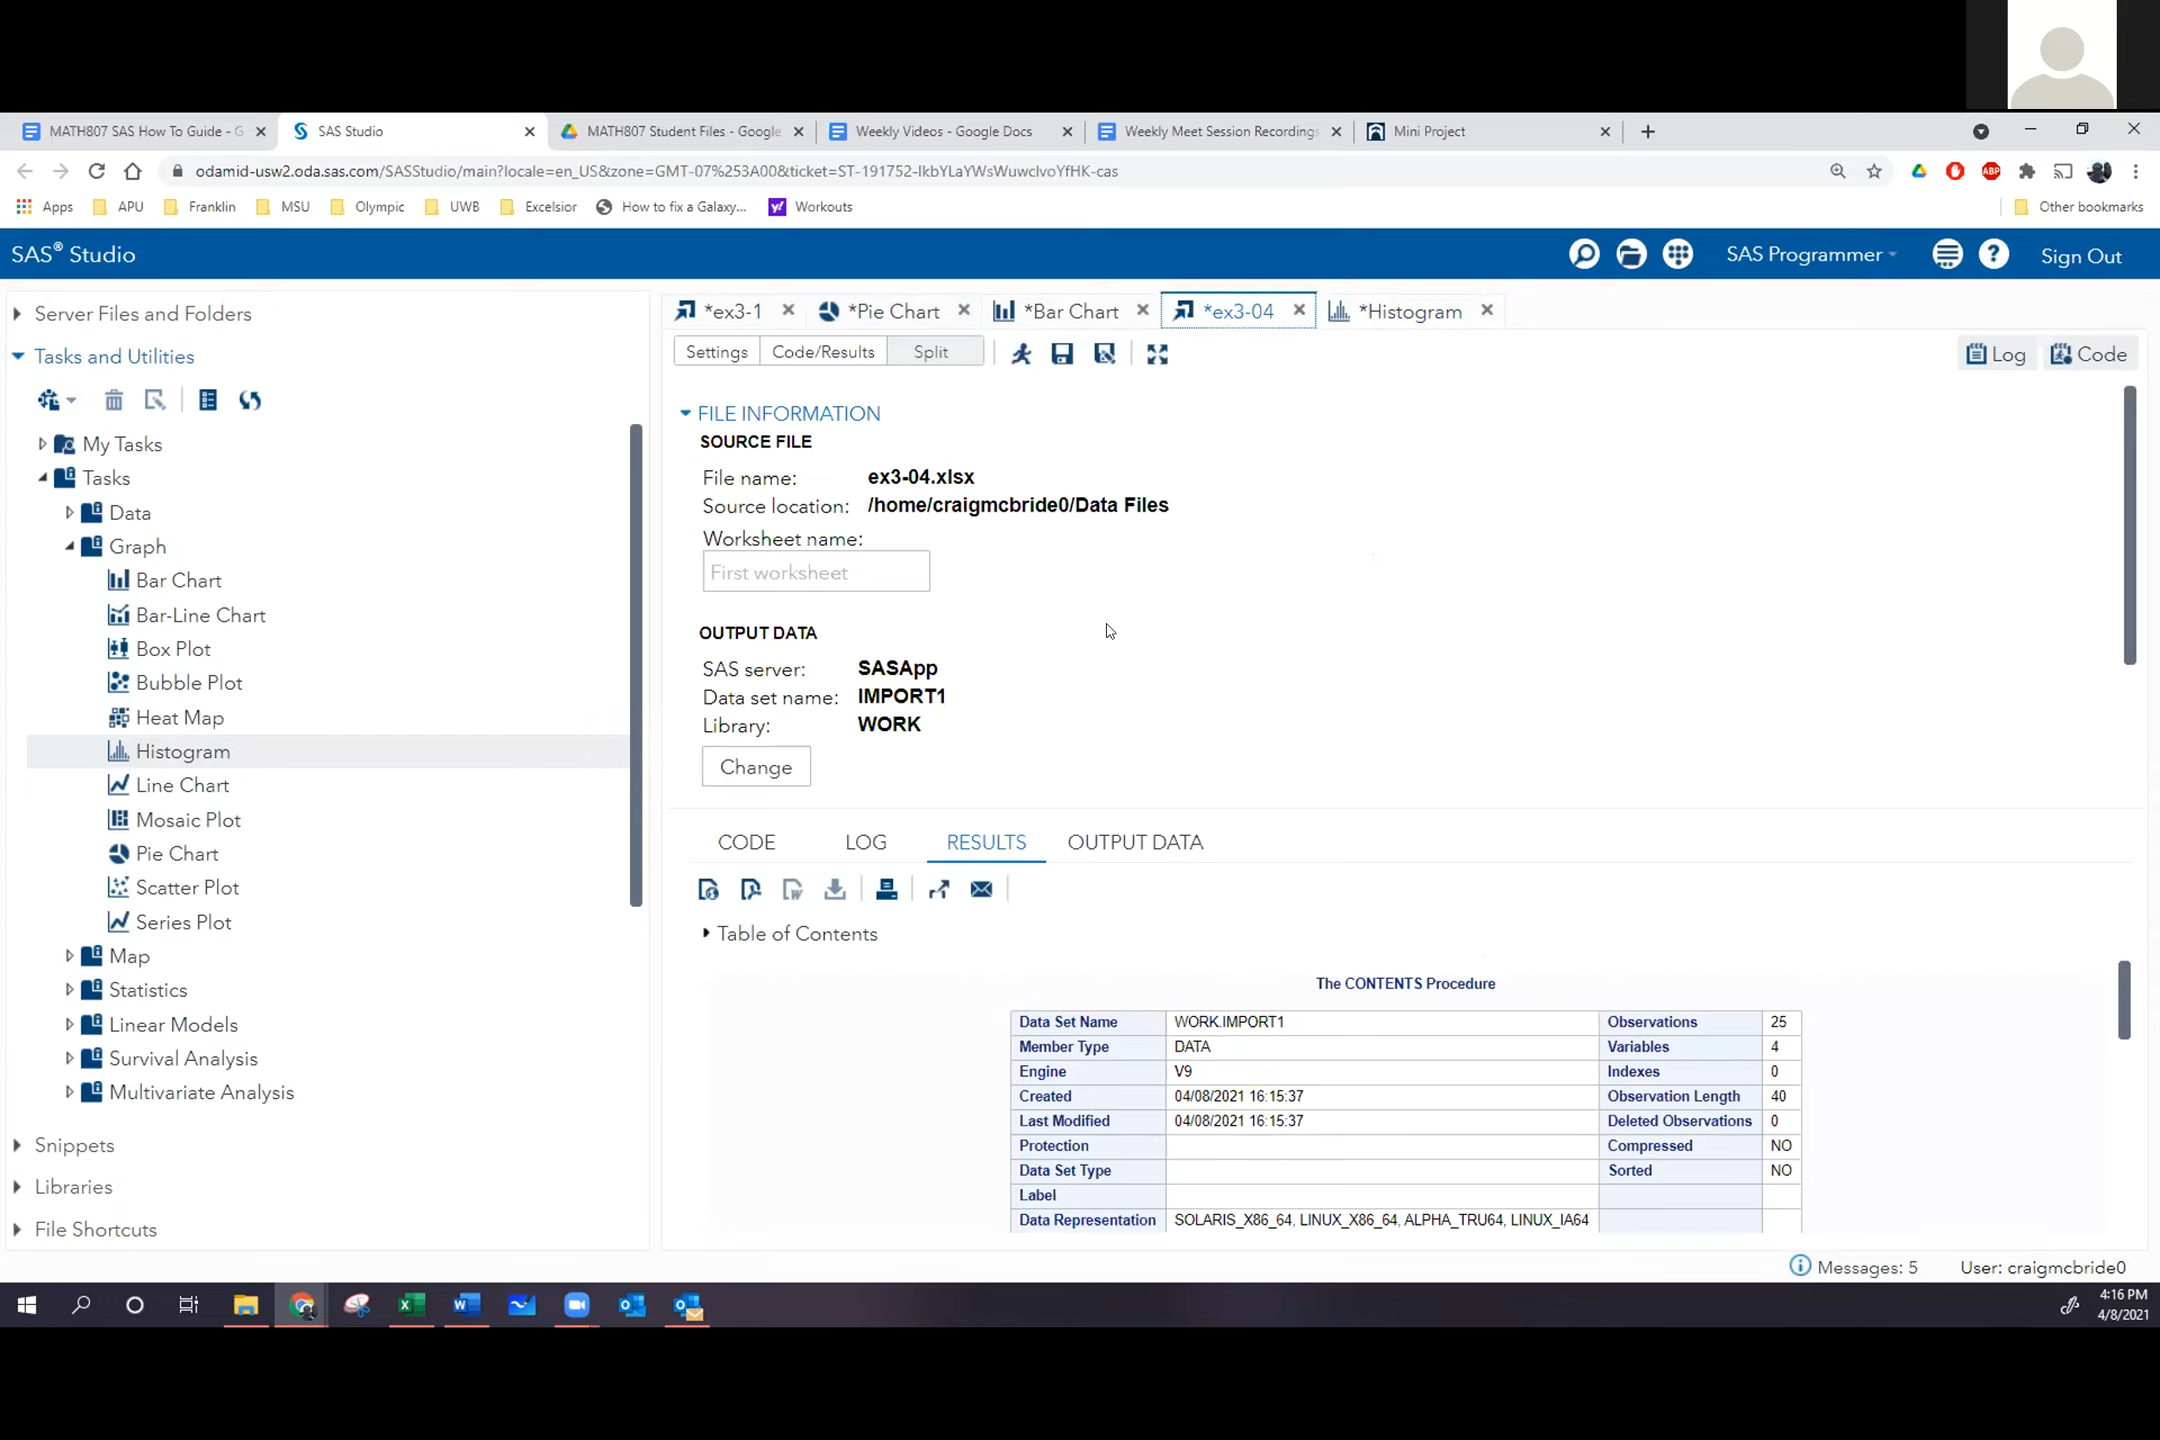 MATH807 SAS How To Guide - G
SAS Studio
MATH807 Student Files - Google
Weekly Videos - Google Docs
Weekly Meet Session Recordings
Mini Project
odamid-usw2.oda.sas.com/SASStudio/main?locale=en_US&zone=GMT-07%253A00&ticket=ST-191752-IkbYLaYWsWuwclvoYfHK-cas
ABP
Apps
APU
Franklin
MSU
Olympic
UWB
Excelsior
How to fix a Galaxy...
Workouts
Other bookmarks
SAS® Studio
SAS Programmer
Sign Out
Server Files and Folders
Tasks and Utilities
My Tasks
Tasks
Data
Graph
Bar Chart
Bar-Line Chart
Box Plot
Bubble Plot
Heat Map
Histogram
Line Chart
Mosaic Plot
Pie Chart
Scatter Plot
Series Plot
Map
Statistics
Linear Models
Survival Analysis
Multivariate Analysis
Snippets
Libraries
File Shortcuts
*ex3-1
*Pie Chart
*Bar Chart
*ex3-04
*Histogram
Settings
Code/Results
Split
Log
Code
FILE INFORMATION
SOURCE FILE
File name: ex3-04.xlsx
Source location: /home/craigmcbride0/Data Files
Worksheet name:
First worksheet
OUTPUT DATA
SAS server: SASApp
Data set name: IMPORT1
Library: WORK
Change
CODE
LOG
RESULTS
OUTPUT DATA
Table of Contents
The CONTENTS Procedure
Data Set Name WORK.IMPORT1 Observations 25
Member Type DATA Variables 4
Engine V9 Indexes 0
Created 04/08/2021 16:15:37 Observation Length 40
Last Modified 04/08/2021 16:15:37 Deleted Observations 0
Protection Compressed NO
Data Set Type Sorted NO
Label
Data Representation SOLARIS_X86_64, LINUX_X86_64, ALPHA_TRU64, LINUX_IA64
Messages: 5
User: craigmcbride0
4:16 PM
4/8/2021